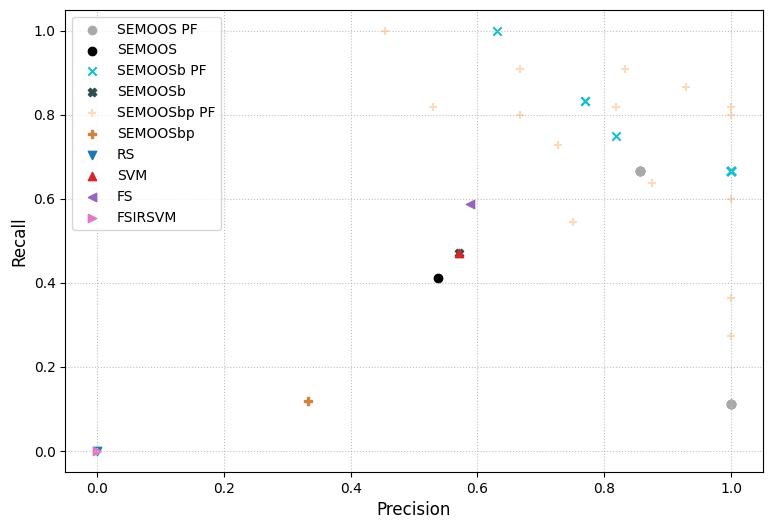 SEMOOS PF
SEMOOS
SEMOOSb PF
SEMOOSb
SEMOOSbp PF
SEMOOSbp
RS
SVM
FS
FSIRSVM
Recall
1.0
0.8
0.6
0.4
0.2
0.0
0.0 0.2 0.4 0.6 0.8 1.0
Precision